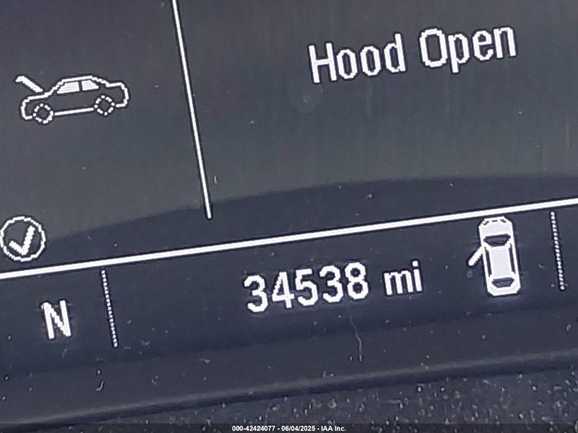 Hood Open
34538 mi
N
000-42424077 - 06/04/2025 - IAA Inc.